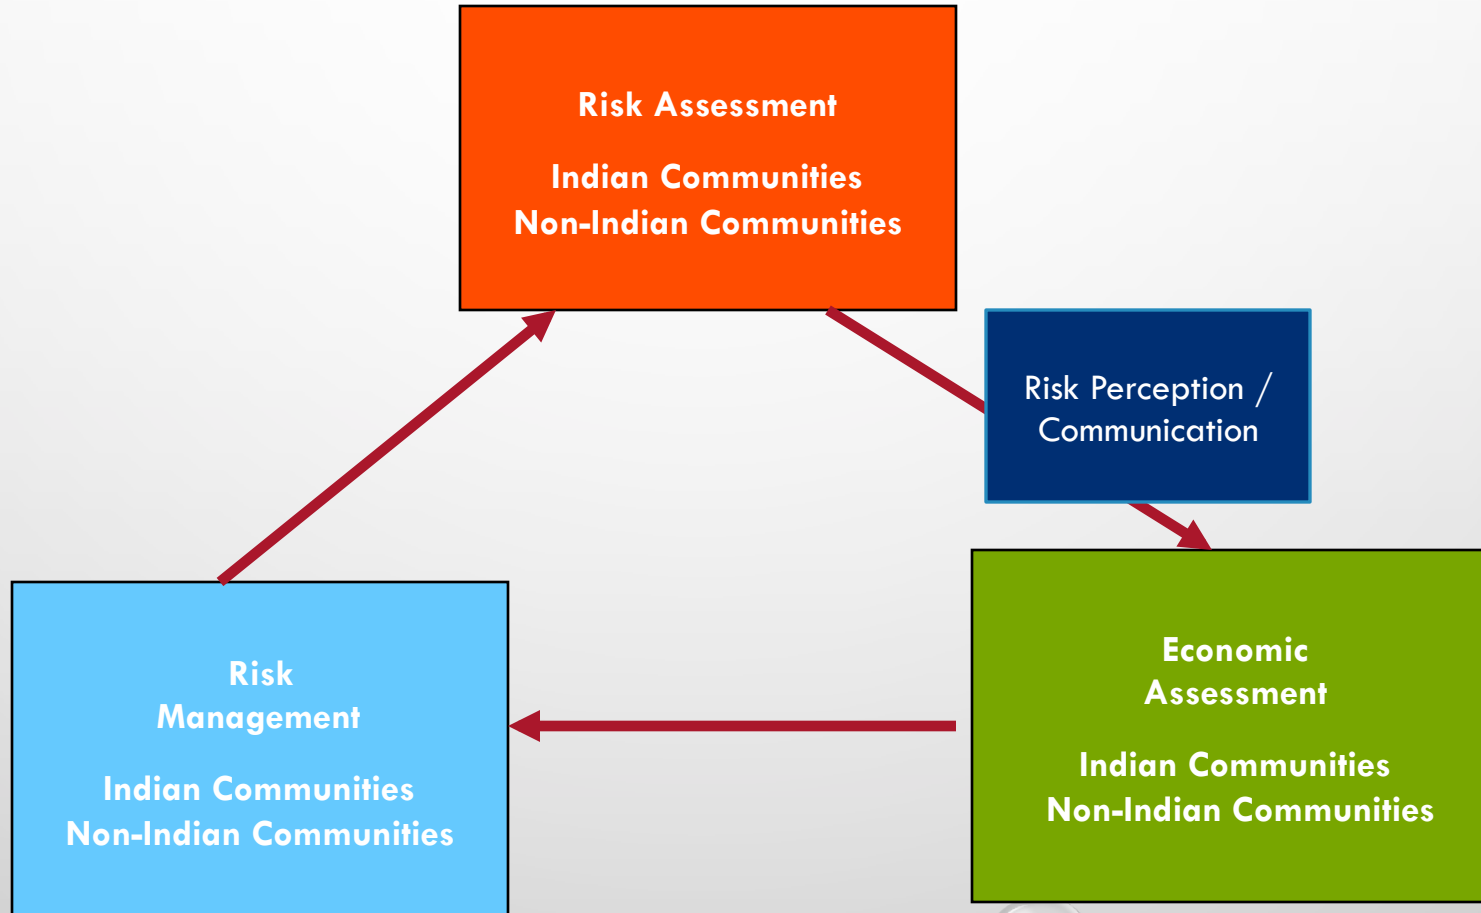 Risk Assessment
Indian Communities
Non-Indian Communities
Risk Perception /
Communication
Risk
Management
Indian Communities
Non-Indian Communities
Economic
Assessment
Indian Communities
Non-Indian Communities